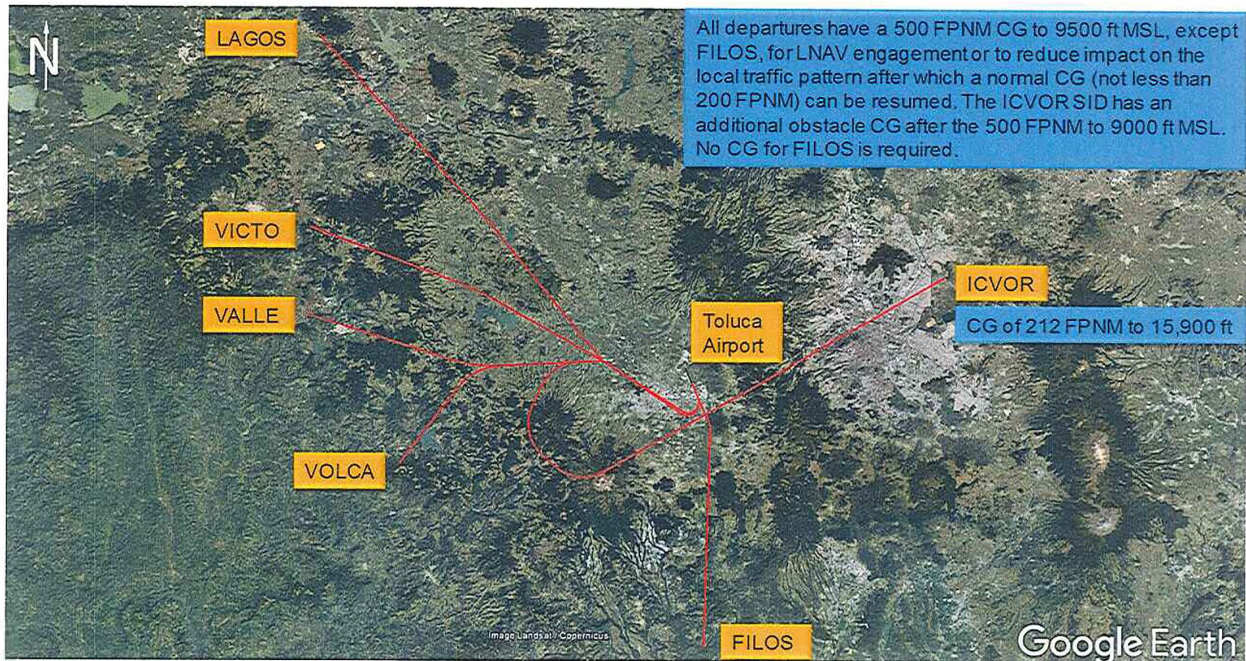 N
LAGOS
All departures have a 500 FPNM CG to 9500 ft MSL, except
FILOS, for LNAV engagement or to reduce impact on the
local traffic pattern after which a normal CG (not less than
200 FPNM) can be resumed. The ICVOR SID has an
additional obstacle CG after the 500 FPNM to 9000 ft MSL.
No CG for FILOS is required.
VICTO
VALLE
ICVOR
Toluca
Airport
CG of 212 FPNM to 15,900 ft
VOLCA
Image Landsat / Copernicus
FILOS
Google Earth